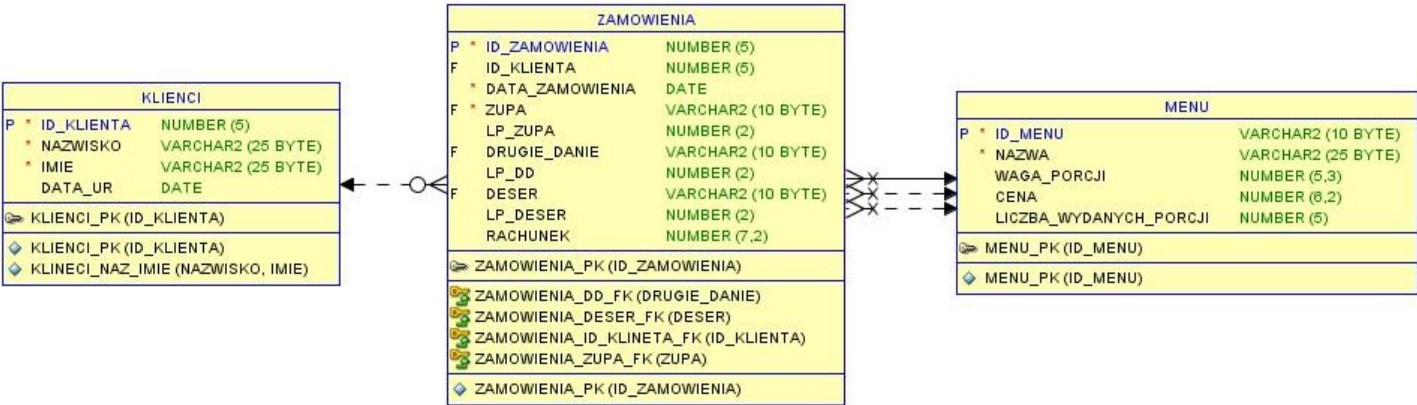 KLIENCI
P * ID_KLIENTA NUMBER (5)
* NAZWISKO VARCHAR2 (25 BYTE)
* IMIE VARCHAR2 (25 BYTE)
DATA_UR DATE
KLIENCI_PK (ID_KLIENTA)
KLIENCI_PK (ID_KLIENTA)
KLINECI_NAZ_IMIE (NAZWISKO, IMIE)
ZAMOWIENIA
P * ID_ZAMOWIENIA NUMBER (5)
F ID_KLIENTA NUMBER (5)
* DATA_ZAMOWIENIA DATE
F * ZUPA VARCHAR2 (10 BYTE)
LP_ZUPA NUMBER (2)
F DRUGIE_DANIE VARCHAR2 (10 BYTE)
LP_DD NUMBER (2)
F DESER VARCHAR2 (10 BYTE)
LP_DESER NUMBER (2)
RACHUNEK NUMBER (7,2)
ZAMOWIENIA_PK (ID_ZAMOWIENIA)
ZAMOWIENIA_DD_FK (DRUGIE_DANIE)
ZAMOWIENIA_DESER_FK (DESER)
ZAMOWIENIA_ID_KLINETA_FK (ID_KLIENTA)
ZAMOWIENIA_ZUPA_FK (ZUPA)
ZAMOWIENIA_PK (ID_ZAMOWIENIA)
MENU
P * ID_MENU VARCHAR2 (10 BYTE)
* NAZWA VARCHAR2 (25 BYTE)
WAGA_PORCJI NUMBER (5,3)
CENA NUMBER (6,2)
LICZBA_WYDANYCH_PORCJI NUMBER (5)
MENU_PK (ID_MENU)
MENU_PK (ID_MENU)